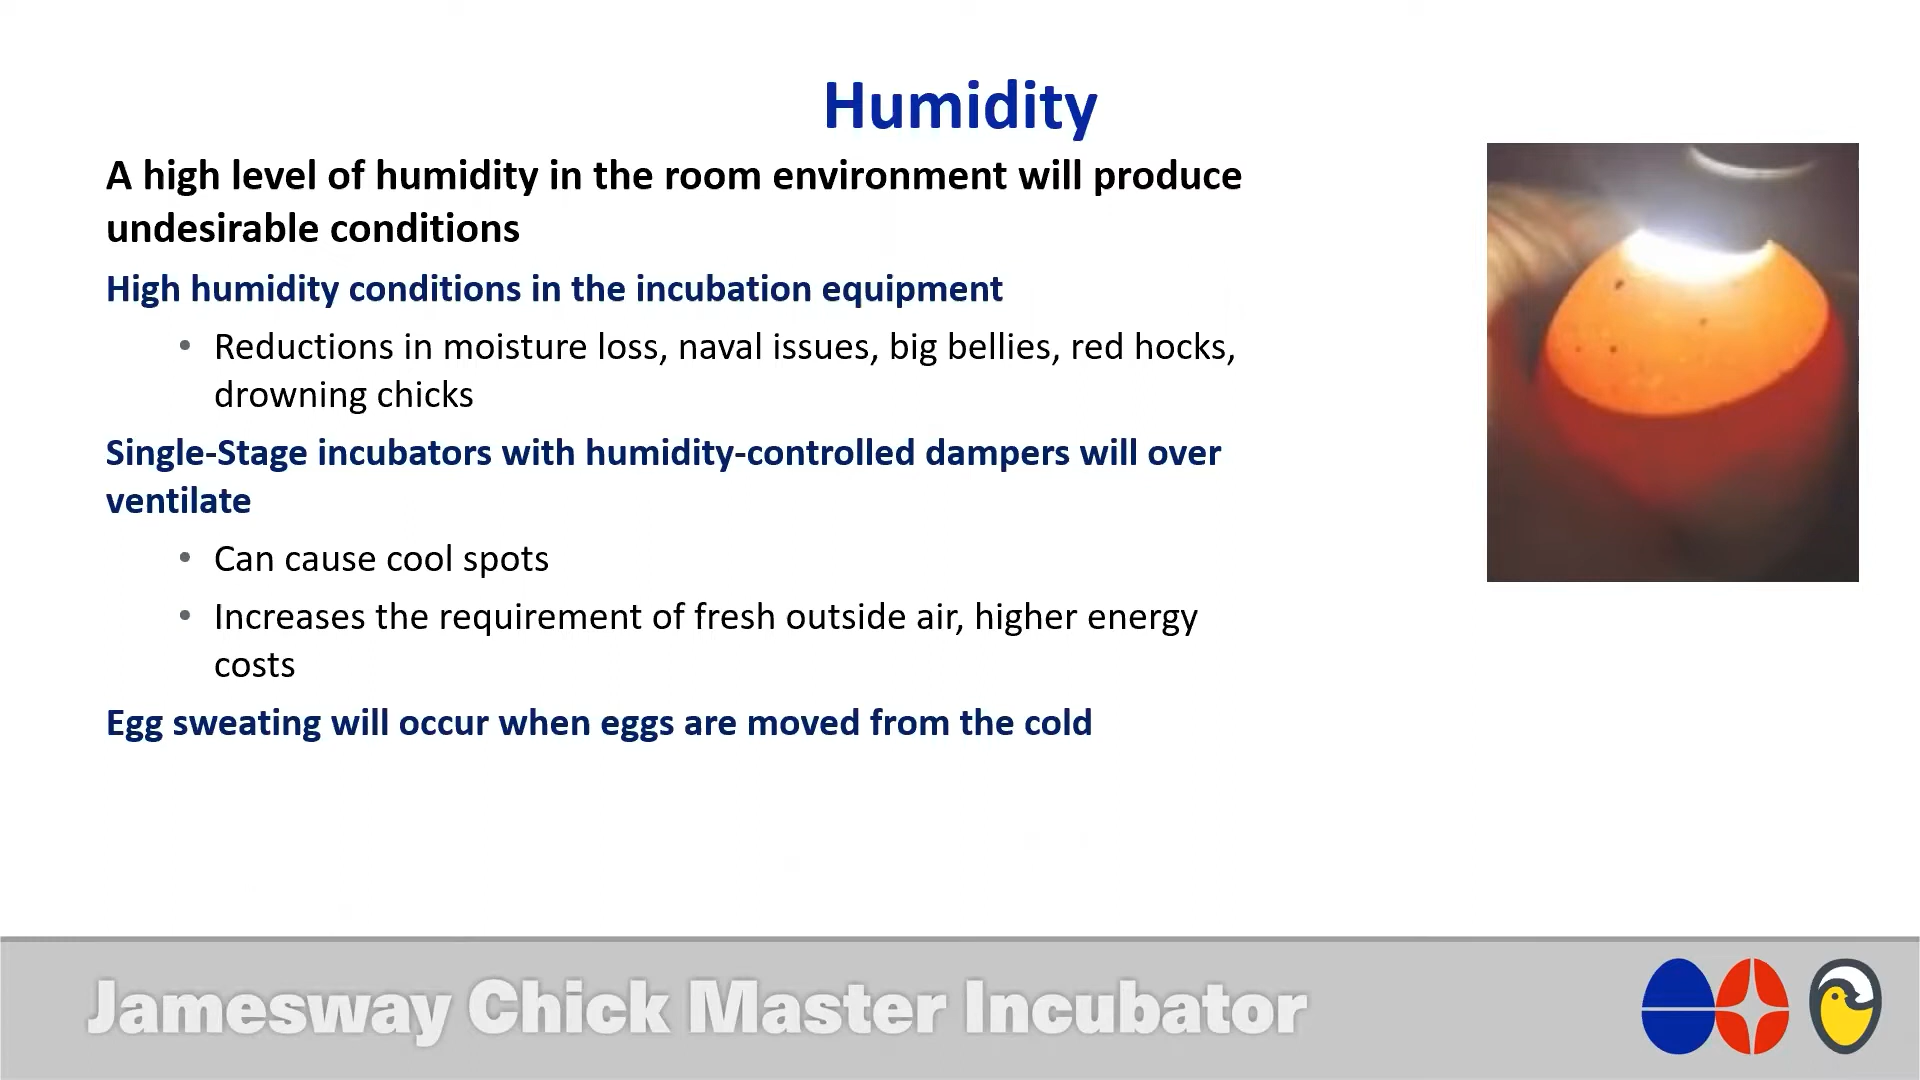 Humidity
A high level of humidity in the room environment will produce
undesirable conditions
High humidity conditions in the incubation equipment
• Reductions in moisture loss, naval issues, big bellies, red hocks,
drowning chicks
Single-Stage incubators with humidity-controlled dampers will over
ventilate
• Can cause cool spots
• Increases the requirement of fresh outside air, higher energy
costs
Egg sweating will occur when eggs are moved from the cold
Jamesway Chick Master Incubator